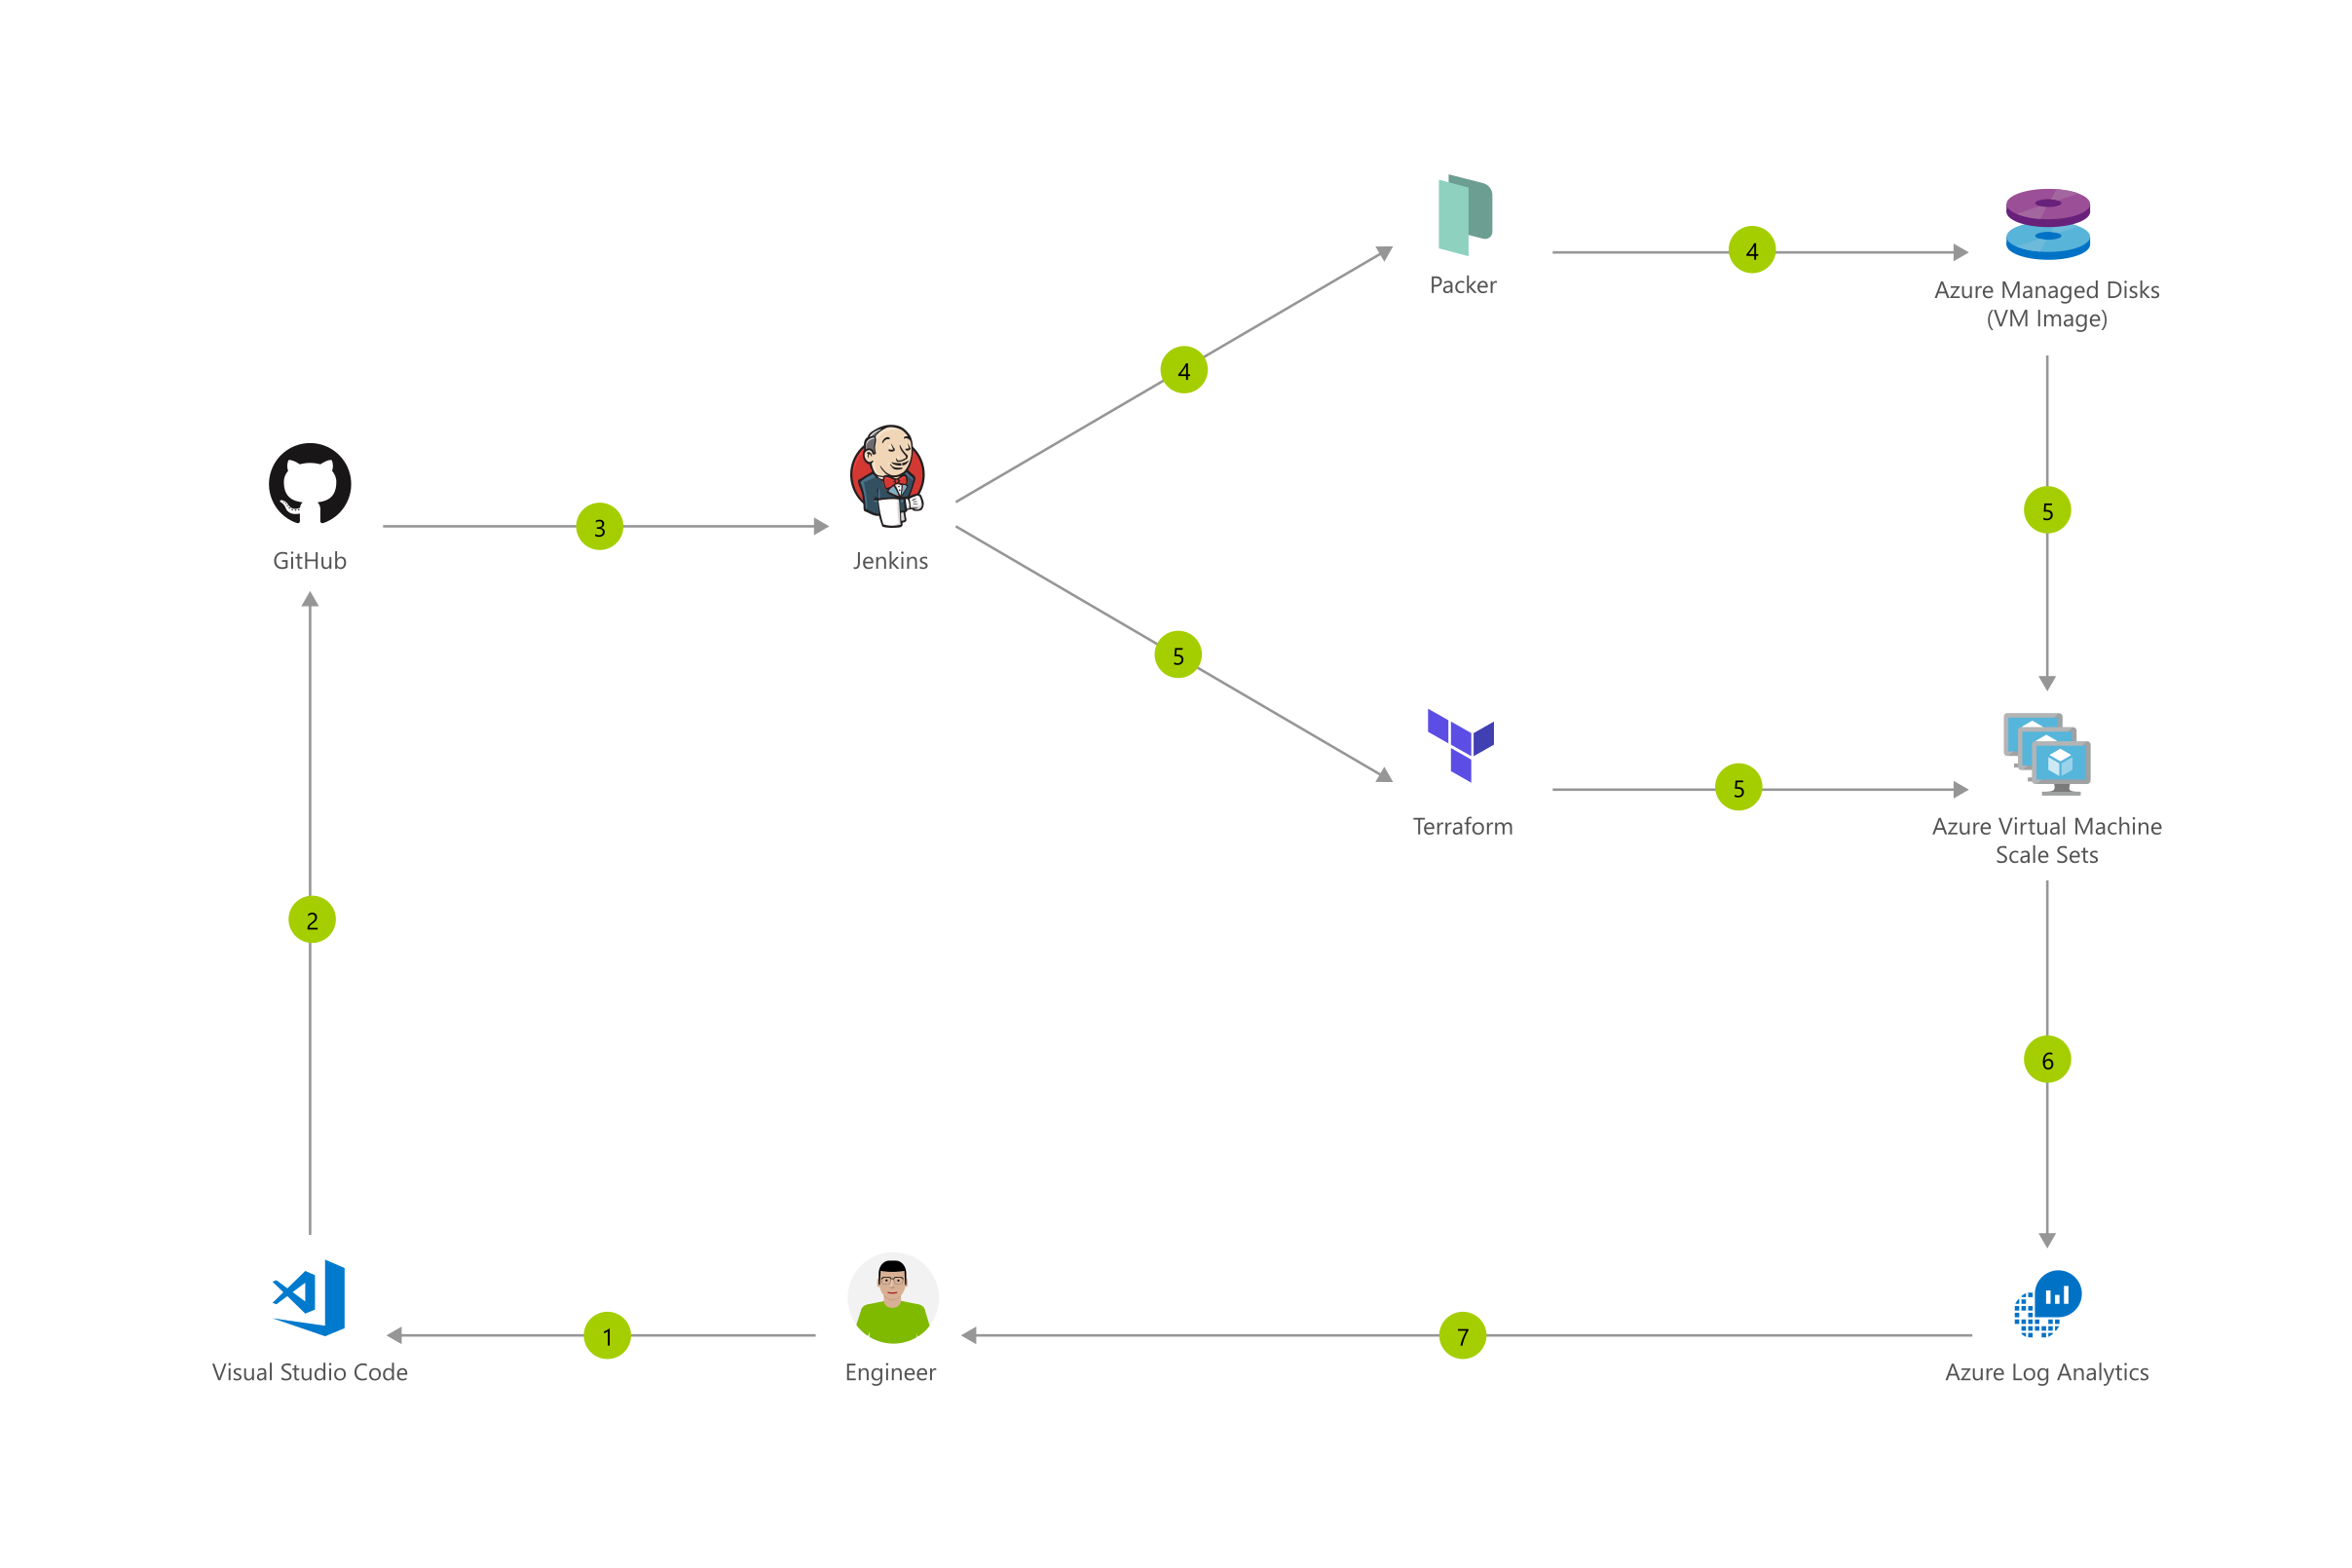 Packer
4
Azure Managed Disks
(VM Image)
4
GitHub
3
Jenkins
5
5
Terraform
5
Azure Virtual Machine
Scale Sets
2
6
Visual Studio Code
1
Engineer
7
Azure Log Analytics